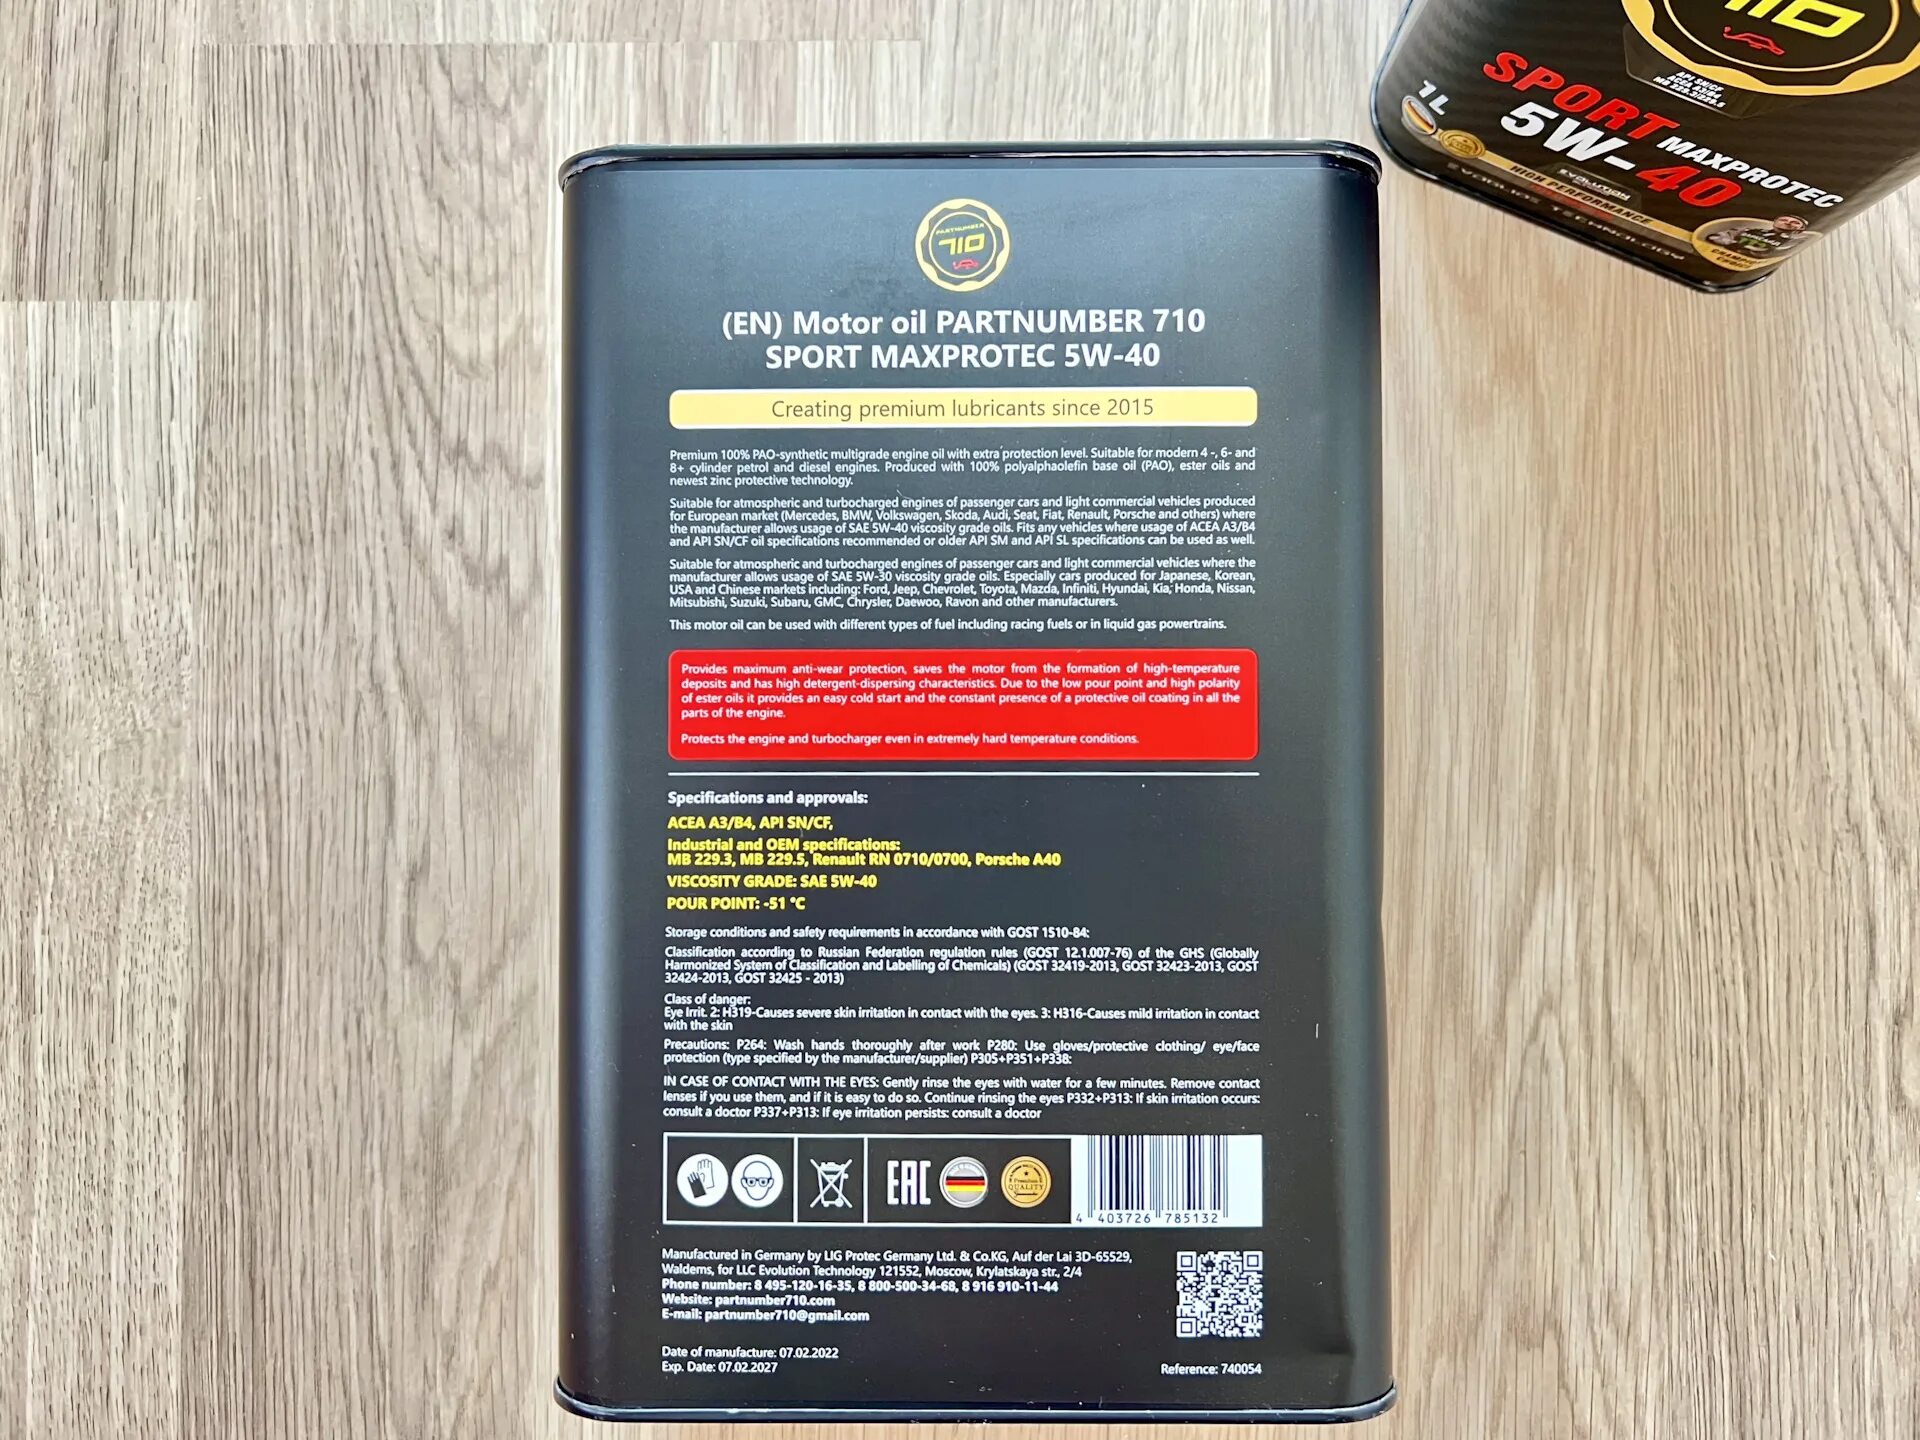 710
API SN/CF
ACEA A3/B4
MB 229.3/229.5
1L
SPORT MAXPROTEC
5W-40
EVOLUTION
HIGH PERFORMANCE
PARTNUMBER
710
(EN) Motor oil PARTNUMBER 710
SPORT MAXPROTEC 5W-40
Creating premium lubricants since 2015
Premium 100% PAO-synthetic multigrade engine oil with extra protection level. Suitable for modern 4 -, 6- and
8+ cylinder petrol and diesel engines. Produced with 100% polyalphaolefin base oil (PAO), ester oils and
newest zinc protective technology.
Suitable for atmospheric and turbocharged engines of passenger cars and light commercial vehicles produced
for European market (Mercedes, BMW, Volkswagen, Skoda, Audi, Seat, Fiat, Renault, Porsche and others) where
the manufacturer allows usage of SAE 5W-40 viscosity grade oils. Fits any vehicles where usage of ACEA A3/B4
and API SN/CF oil specifications recommended or older API SM and API SL specifications can be used as well.
Suitable for atmospheric and turbocharged engines of passenger cars and light commercial vehicles where the
manufacturer allows usage of SAE 5W-30 viscosity grade oils. Especially cars produced for Japanese, Korean,
USA and Chinese markets including: Ford, Jeep, Chevrolet, Toyota, Mazda, Infiniti, Hyundai, Kia, Honda, Nissan,
Mitsubishi, Suzuki, Subaru, GMC, Chrysler, Daewoo, Ravon and other manufacturers.
This motor oil can be used with different types of fuel including racing fuels or in liquid gas powertrains.
Provides maximum anti-wear protection, saves the motor from the formation of high-temperature
deposits and has high detergent-dispersing characteristics. Due to the low pour point and high polarity
of ester oils it provides an easy cold start and the constant presence of a protective oil coating in all the
parts of the engine.
Protects the engine and turbocharger even in extremely hard temperature conditions.
Specifications and approvals:
ACEA A3/B4, API SN/CF,
Industrial and OEM specifications:
MB 229.3, MB 229.5, Renault RN 0710/0700, Porsche A40
VISCOSITY GRADE: SAE 5W-40
POUR POINT: -51 °C
Storage conditions and safety requirements in accordance with GOST 1510-84:
Classification according to Russian Federation regulation rules (GOST 12.1.007-76) of the GHS (Globally
Harmonized System of Classification and Labelling of Chemicals) (GOST 32419-2013, GOST 32423-2013, GOST
32424-2013, GOST 32425 - 2013)
Class of danger:
Eye Irrit. 2: H319-Causes severe skin irritation in contact with the eyes. 3: H316-Causes mild irritation in contact
with the skin
Precautions: P264: Wash hands thoroughly after work P280: Use gloves/protective clothing/ eye/face
protection (type specified by the manufacturer/supplier) P305+P351+P338:
IN CASE OF CONTACT WITH THE EYES: Gently rinse the eyes with water for a few minutes. Remove contact
lenses if you use them, and if it is easy to do so. Continue rinsing the eyes P332+P313: If skin irritation occurs:
consult a doctor P337+P313: If eye irritation persists: consult a doctor
EAC
Premium
QUALITY
4 403726 785132
Manufactured in Germany by LIG Protec Germany Ltd. & Co.KG, Auf der Lai 3D-65529,
Waldems, for LLC Evolution Technology 121552, Moscow, Krylatskaya str., 2/4
Phone number: 8 495-120-16-35, 8 800-500-34-68, 8 916 910-11-44
Website: partnumber710.com
E-mail: partnumber710@gmail.com
Date of manufacture: 07.02.2022
Exp. Date: 07.02.2027
Reference: 740054